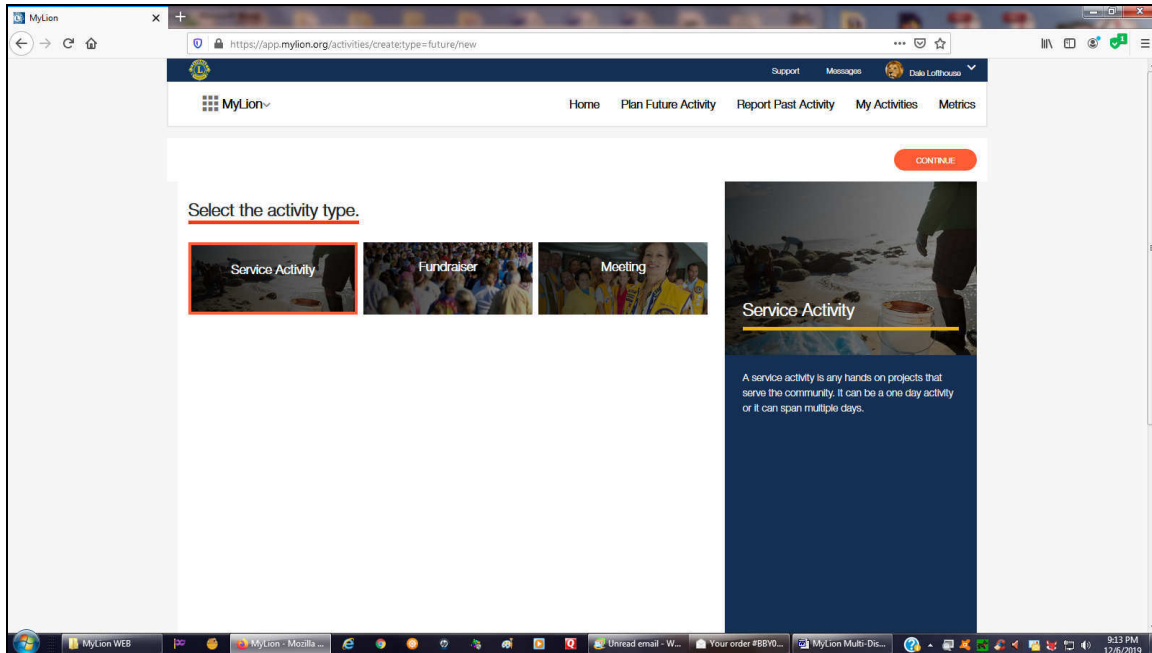 MyLion
https://app.mylion.org/activities/create:type=future/new
1
Support Messages Dale Lofthouse
MyLion
Home Plan Future Activity Report Past Activity My Activities Metrics
CONTINUE
Select the activity type.
Service Activity
Fundraiser
Meeting
Service Activity
A service activity is any hands on projects that
serve the community. It can be a one day activity
or it can span multiple days.
MyLion WEB
MyLion - Mozilla ...
Unread email - W...
Your order #BBY0...
MyLion Multi-Dis...
9:13 PM
12/6/2019